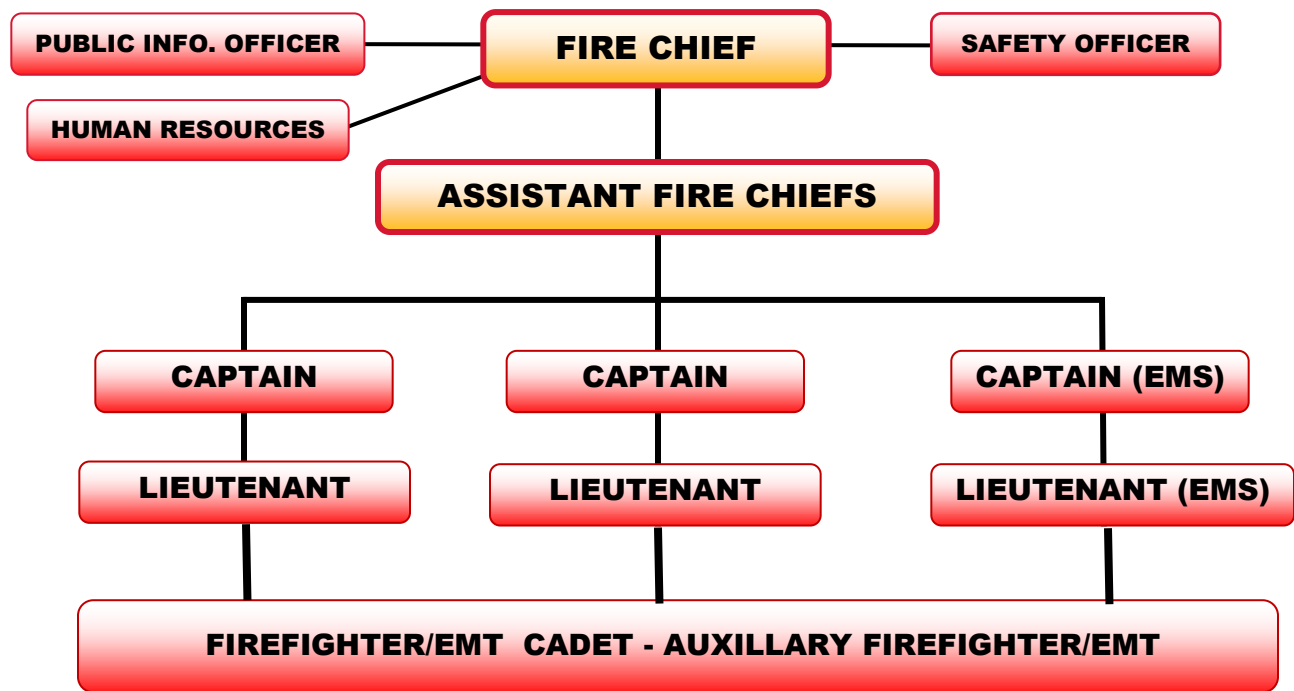 PUBLIC INFO. OFFICER
FIRE CHIEF
SAFETY OFFICER
HUMAN RESOURCES
ASSISTANT FIRE CHIEFS
CAPTAIN
CAPTAIN
CAPTAIN (EMS)
LIEUTENANT
LIEUTENANT
LIEUTENANT (EMS)
FIREFIGHTER/EMT CADET - AUXILLARY FIREFIGHTER/EMT